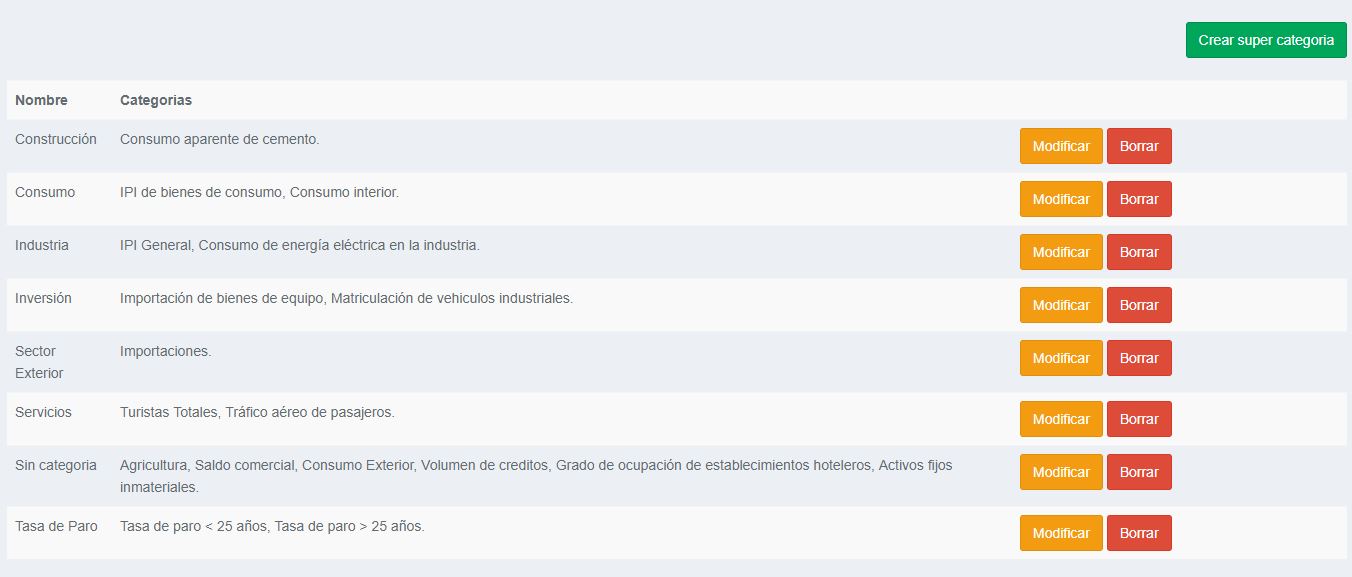 Crear super categoria
Nombre Categorias
Construcción Consumo aparente de cemento. Modificar Borrar
Consumo IPI de bienes de consumo, Consumo interior. Modificar Borrar
Industria IPI General, Consumo de energía eléctrica en la industria. Modificar Borrar
Inversión Importación de bienes de equipo, Matriculación de vehiculos industriales. Modificar Borrar
Sector Importaciones. Modificar Borrar
Exterior
Servicios Turistas Totales, Tráfico aéreo de pasajeros. Modificar Borrar
Sin categoria Agricultura, Saldo comercial, Consumo Exterior, Volumen de creditos, Grado de ocupación de establecimientos hoteleros, Activos fijos Modificar Borrar
inmateriales.
Tasa de Paro Tasa de paro < 25 años, Tasa de paro > 25 años. Modificar Borrar